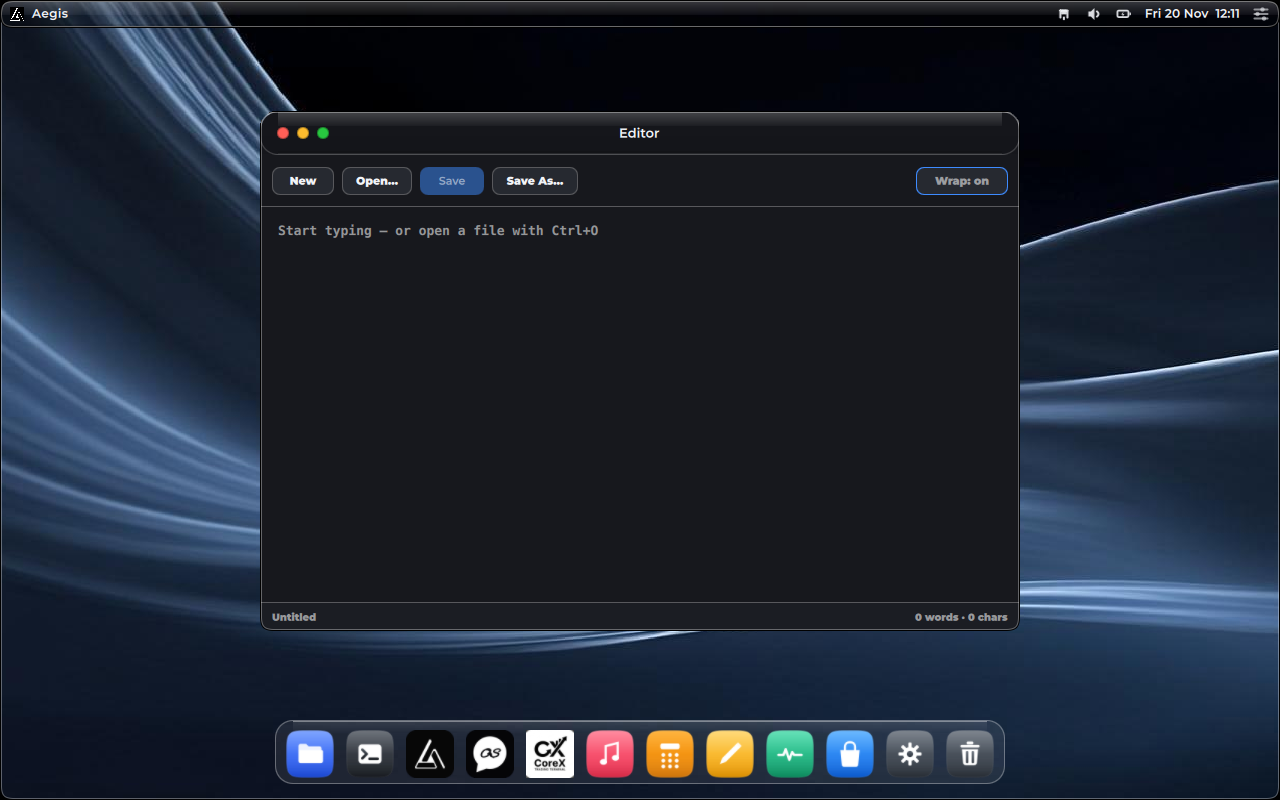 Aegis
Fri 20 Nov 12:11
Editor
New
Open...
Save
Save As...
Wrap: on
Start typing — or open a file with Ctrl+O
Untitled
0 words • 0 chars
as
CX
CoreX